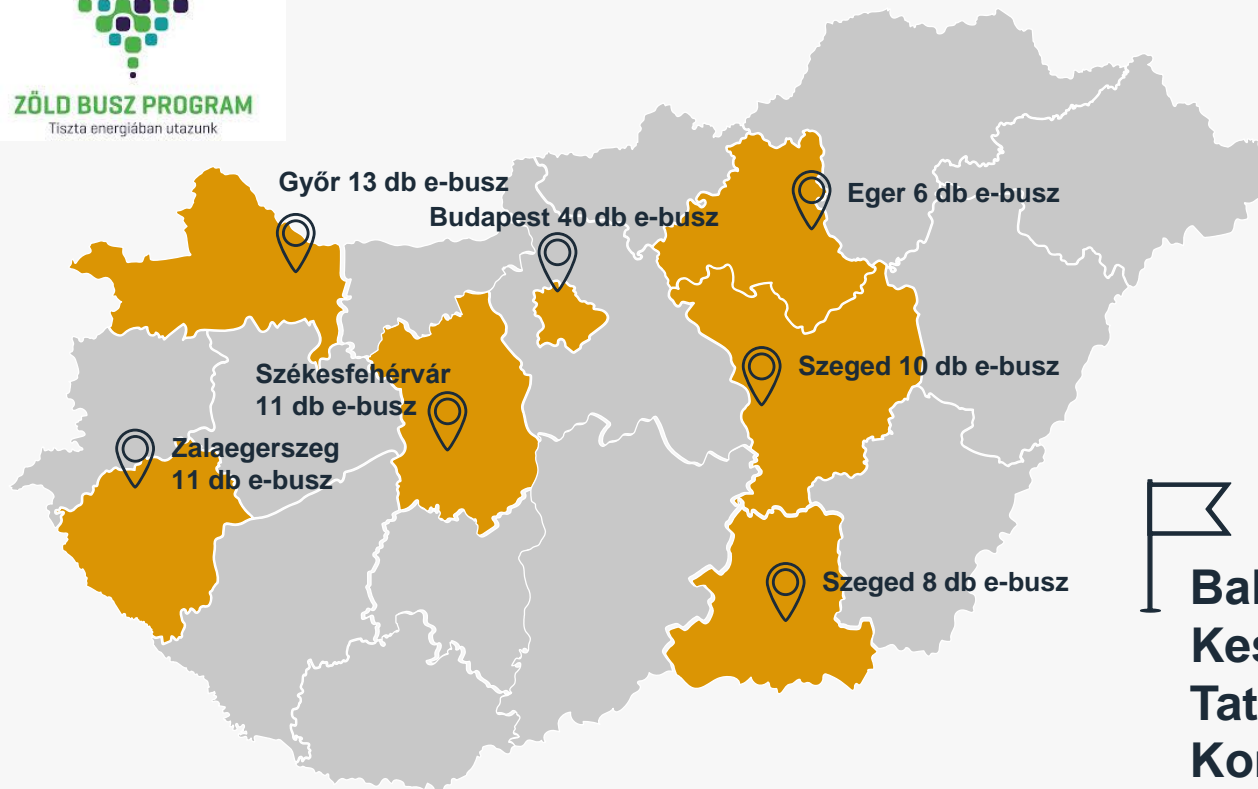 ZÖLD BUSZ PROGRAM
Tiszta energiában utazunk
Győr 13 db e-busz
Budapest 40 db e-busz
Eger 6 db e-busz
Székesfehérvár
11 db e-busz
Szeged 10 db e-busz
Zalaegerszeg
11 db e-busz
Szeged 8 db e-busz